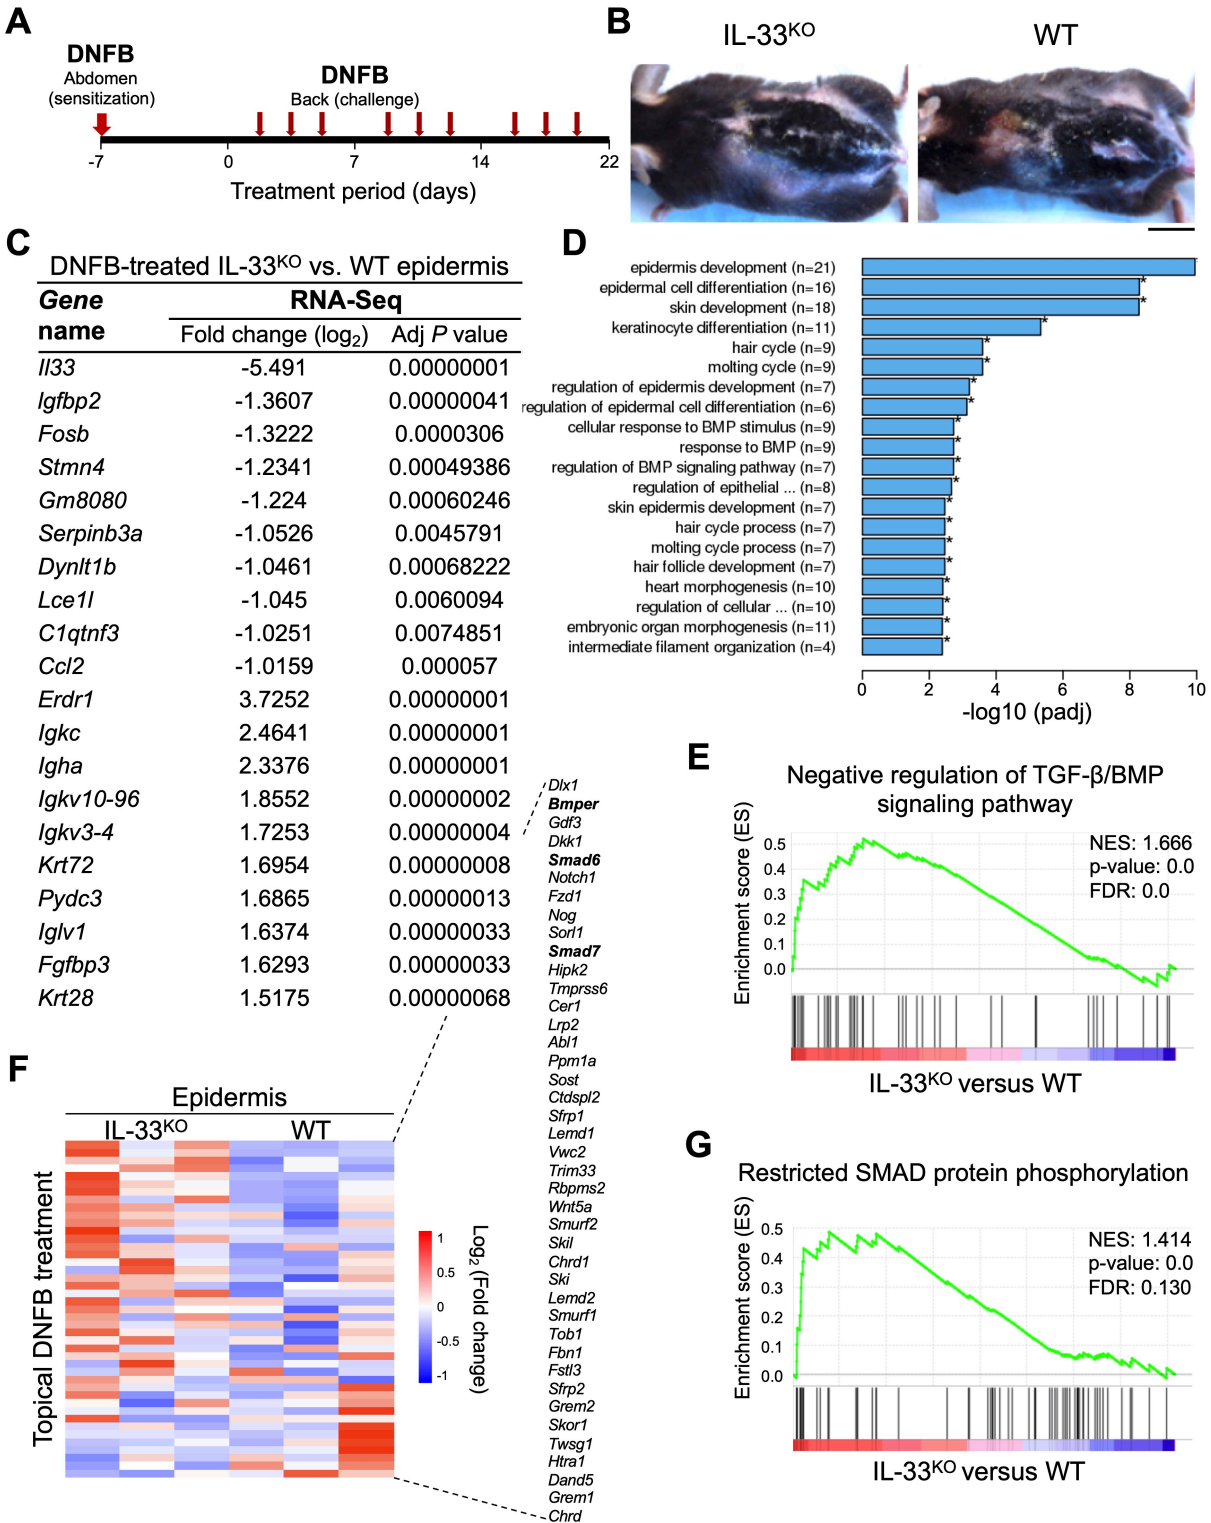 A
DNFB
Abdomen
(sensitization)
DNFB
Back (challenge)
-7 0 7 14 22
Treatment period (days)
B
IL-33KO WT
C
DNFB-treated IL-33KO vs. WT epidermis
Gene name RNA-Seq
Fold change (log2) Adj P value
Il33 -5.491 0.00000001
Igfbp2 -1.3607 0.00000041
Fosb -1.3222 0.0000306
Stmn4 -1.2341 0.00049386
Gm8080 -1.224 0.00060246
Serpinb3a -1.0526 0.0045791
Dynlt1b -1.0461 0.00068222
Lce1l -1.045 0.0060094
C1qtnf3 -1.0251 0.0074851
Ccl2 -1.0159 0.000057
Erdr1 3.7252 0.00000001
Igkc 2.4641 0.00000001
Igha 2.3376 0.00000001
Igkv10-96 1.8552 0.00000002
Igkv3-4 1.7253 0.00000004
Krt72 1.6954 0.00000008
Pydc3 1.6865 0.00000013
Iglv1 1.6374 0.00000033
Fgfbp3 1.6293 0.00000033
Krt28 1.5175 0.00000068
D
epidermis development (n=21)
epidermal cell differentiation (n=16) *
skin development (n=18) *
keratinocyte differentiation (n=11) *
hair cycle (n=9) *
molting cycle (n=9) *
regulation of epidermis development (n=7) *
regulation of epidermal cell differentiation (n=6) *
cellular response to BMP stimulus (n=9) *
response to BMP (n=9) *
regulation of BMP signaling pathway (n=7) *
regulation of epithelial ... (n=8) *
skin epidermis development (n=7) *
hair cycle process (n=7) *
molting cycle process (n=7) *
hair follicle development (n=7) *
heart morphogenesis (n=10) *
regulation of cellular ... (n=10) *
embryonic organ morphogenesis (n=11) *
intermediate filament organization (n=4) *
0 2 4 6 8 10
-log10 (padj)
E
Negative regulation of TGF-β/BMP
signaling pathway
Enrichment score (ES)
0.5
0.4
0.3
0.2
0.1
0.0
NES: 1.666
p-value: 0.0
FDR: 0.0
IL-33KO versus WT
F
Epidermis
IL-33KO WT
Topical DNFB treatment
1
0.5
0
-0.5
-1
Log2 (Fold change)
Dlx1
Bmper
Gdf3
Dkk1
Smad6
Notch1
Fzd1
Nog
Sorl1
Smad7
Hipk2
Tmprss6
Cer1
Lrp2
Abl1
Ppm1a
Sost
Ctdspl2
Sfrp1
Lemd1
Vwc2
Trim33
Rbpms2
Wnt5a
Smurf2
Skil
Chrd1
Ski
Lemd2
Smurf1
Tob1
Fbn1
Fstl3
Sfrp2
Grem2
Skor1
Twsg1
Htra1
Dand5
Grem1
Chrd
G
Restricted SMAD protein phosphorylation
Enrichment score (ES)
0.5
0.4
0.3
0.2
0.1
0.0
NES: 1.414
p-value: 0.0
FDR: 0.130
IL-33KO versus WT